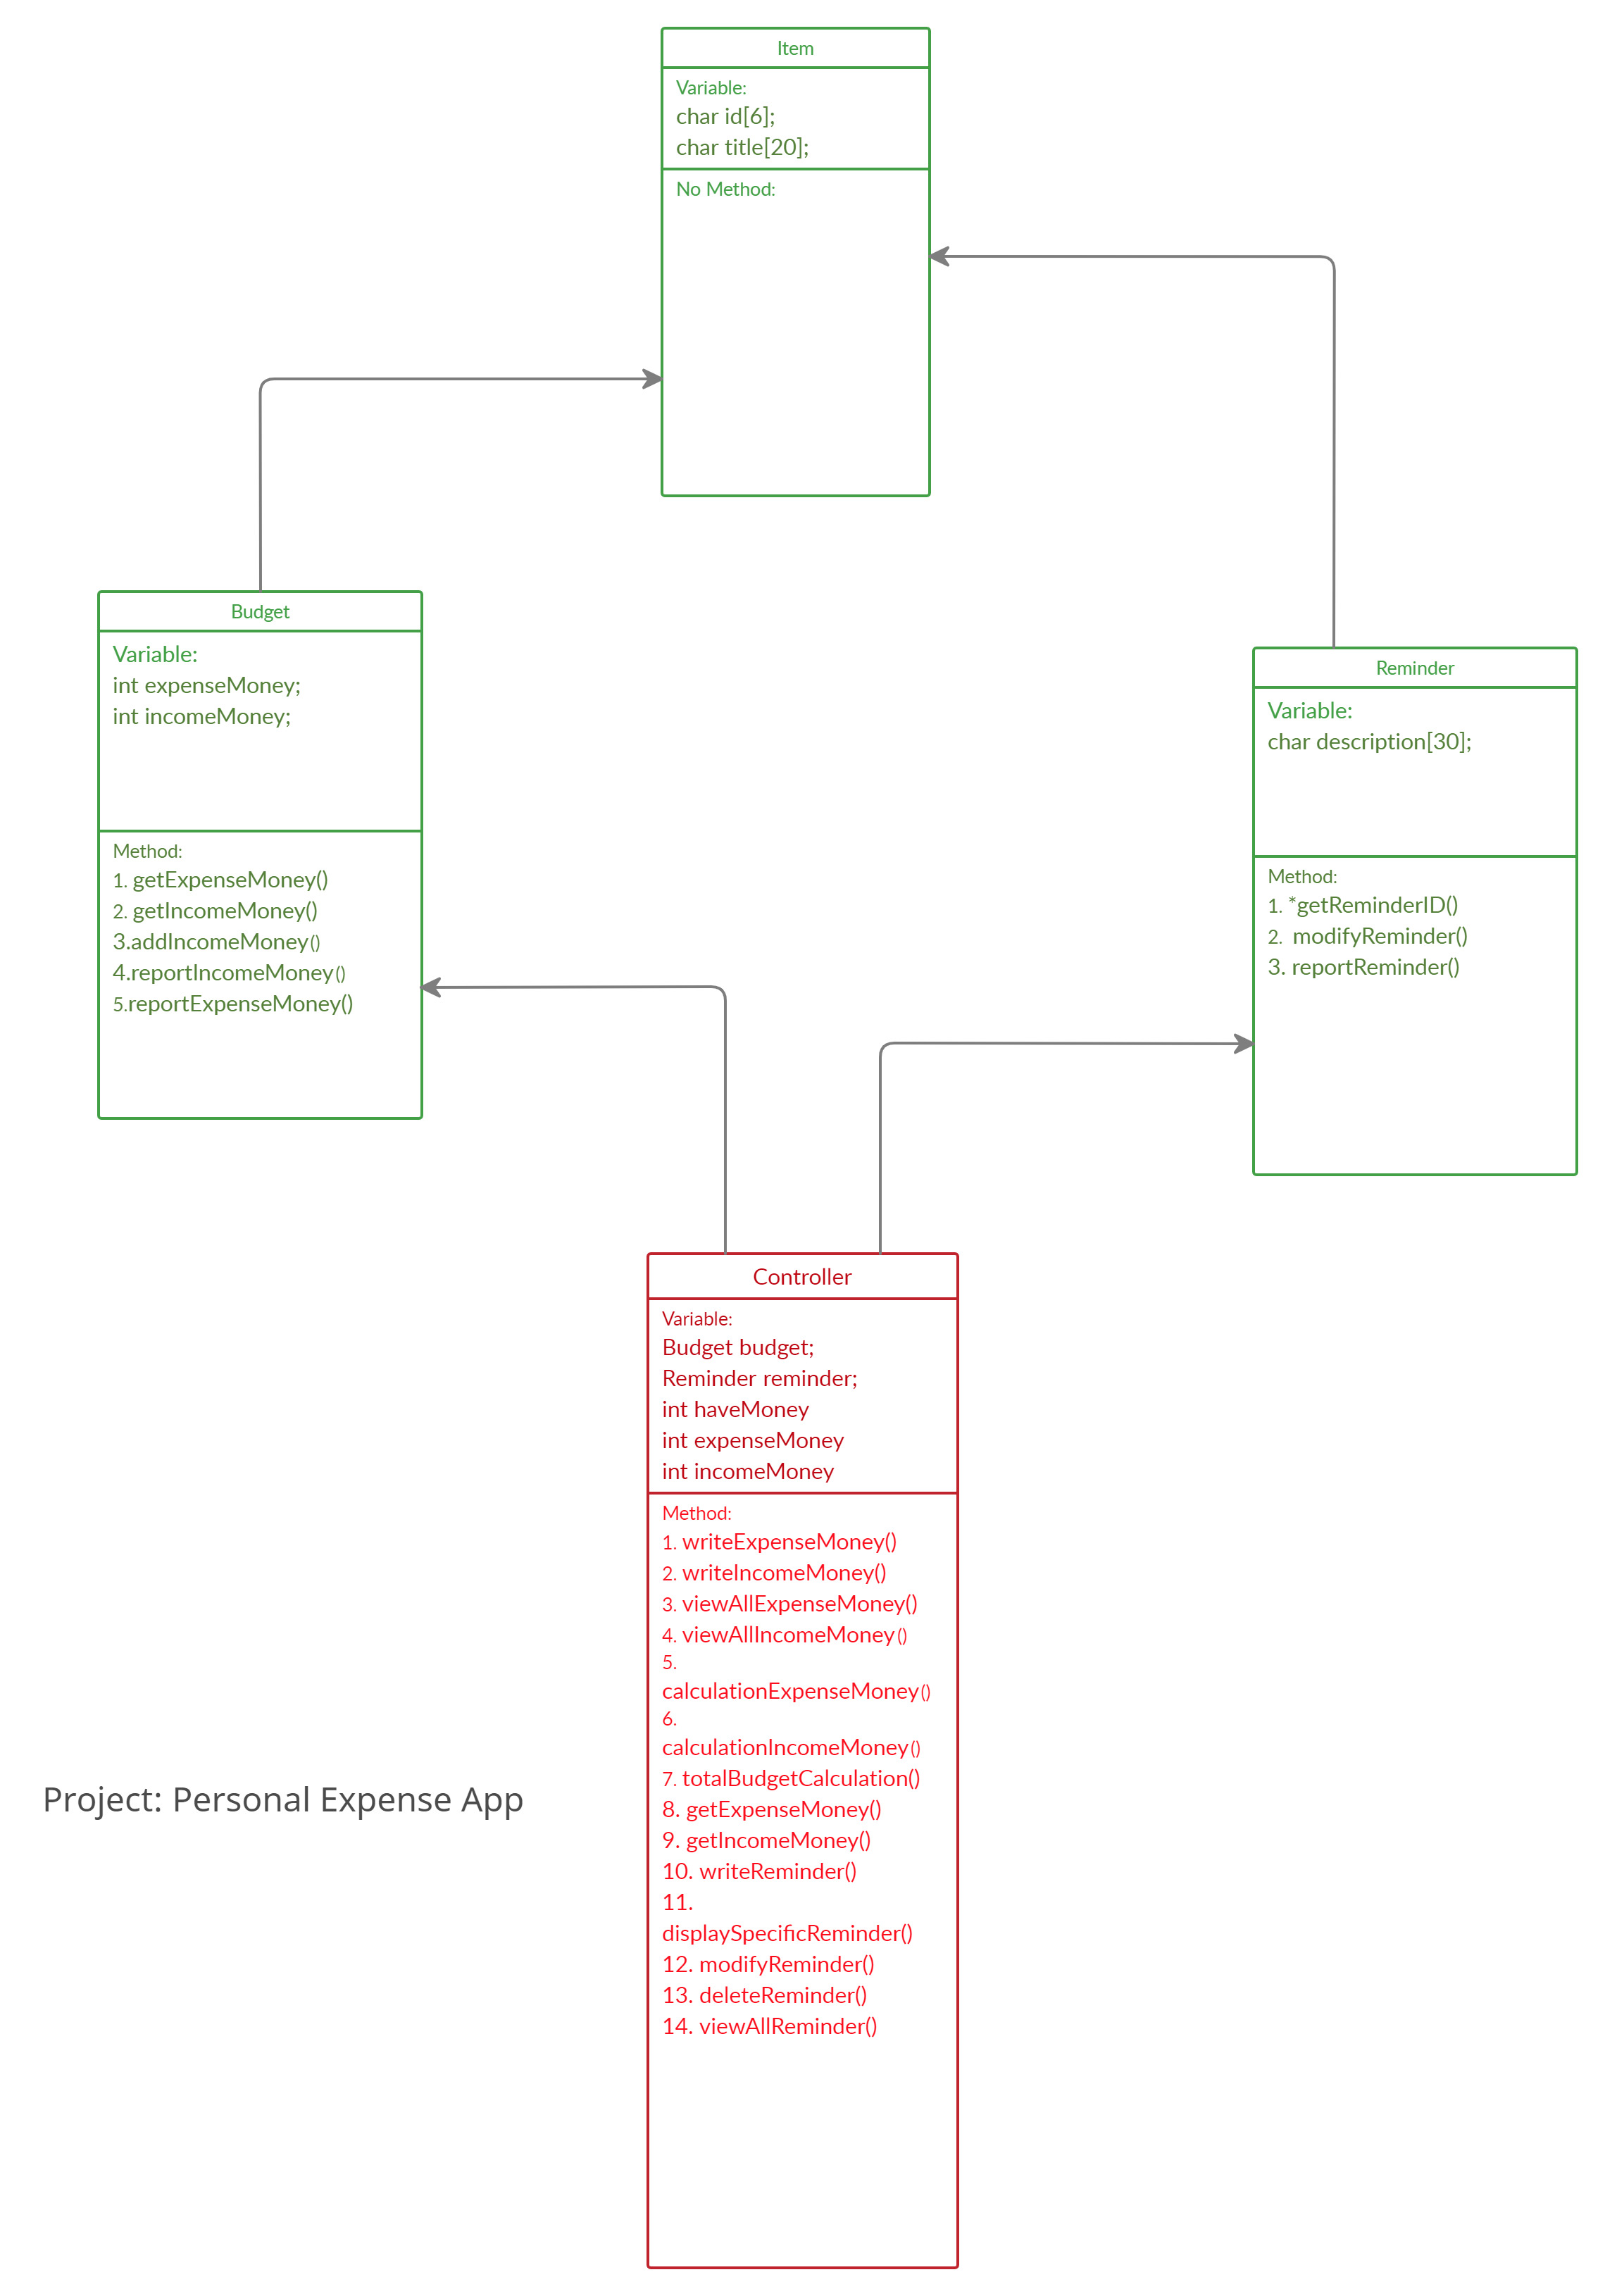 Item
Variable:
char id[6];
char title[20];
No Method:
Budget
Variable:
int expenseMoney;
int incomeMoney;
Method:
1. getExpenseMoney()
2. getIncomeMoney()
3.addIncomeMoney()
4.reportIncomeMoney()
5.reportExpenseMoney()
Reminder
Variable:
char description[30];
Method:
1. *getReminderID()
2. modifyReminder()
3. reportReminder()
Controller
Variable:
Budget budget;
Reminder reminder;
int haveMoney
int expenseMoney
int incomeMoney
Method:
1. writeExpenseMoney()
2. writeIncomeMoney()
3. viewAllExpenseMoney()
4. viewAllIncomeMoney()
5.
calculationExpenseMoney()
6.
calculationIncomeMoney()
7. totalBudgetCalculation()
8. getExpenseMoney()
9. getIncomeMoney()
10. writeReminder()
11.
displaySpecificReminder()
12. modifyReminder()
13. deleteReminder()
14. viewAllReminder()
Project: Personal Expense App